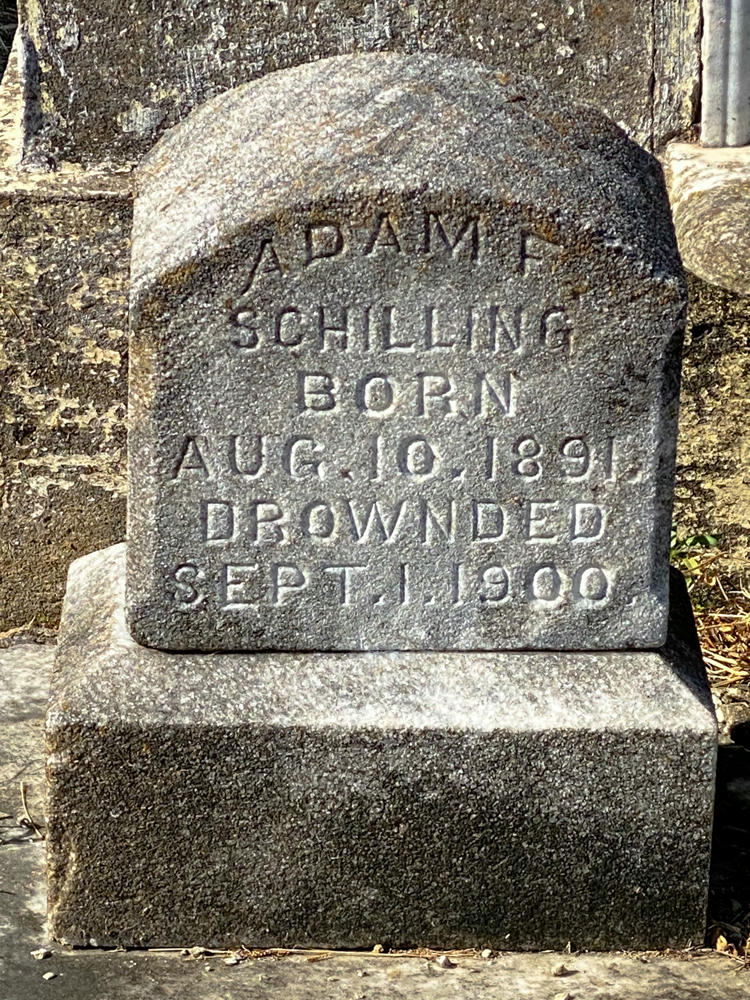 ADAM F
SCHILLING
BORN
AUG.10.1891.
DROWNDED
SEPT.1.1900.